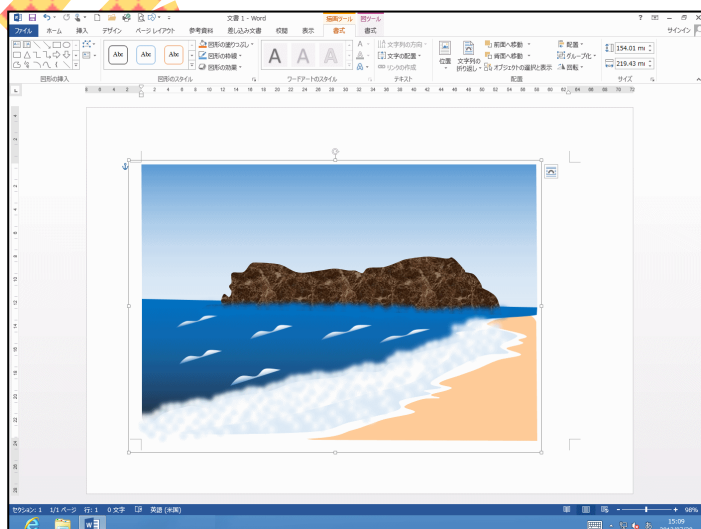 文書 1 - Word
描画ツール 図ツール
サインイン
ファイル ホーム 挿入 デザイン ページ レイアウト 参考資料 差し込み文書 校閲 表示 書式 書式
Abc Abc Abc
図形の塗りつぶし
図形の枠線
図形の効果
A A A
文字列の方向
文字の配置
リンクの作成
位置 文字列の折り返し
前面へ移動
背面へ移動
オブジェクトの選択と表示
配置
グループ化
回転
154.01 mi
219.43 mi
図形の挿入 図形のスタイル ワードアートのスタイル テキスト 配置 サイズ
セクション: 1 1/1 ページ 行: 1 0 文字 英語 (米国) 98%
15:09